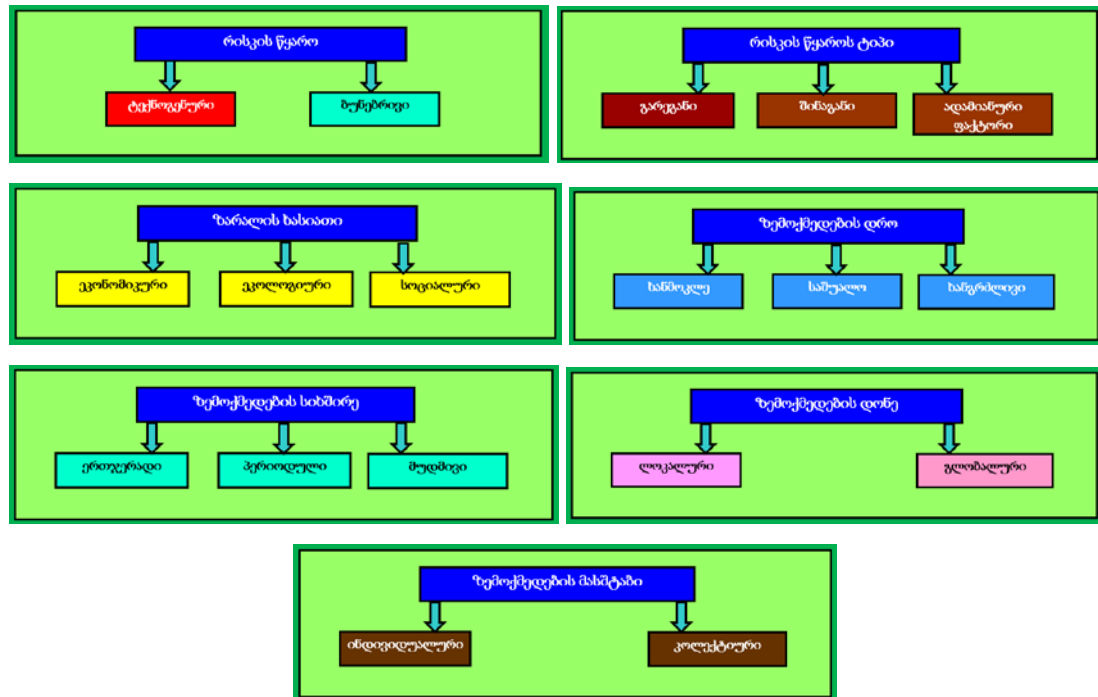 რისკის წყარო
ტექნოგენური
ბუნებრივი
რისკის წყაროს ტიპი
გარეგანი
შინაგანი
ადამიანური
ფაქტორი
ზარალის ხასიათი
ეკონომიკური
ეკოლოგიური
სოციალური
ზემოქმედების დრო
ხანმოკლე
საშუალო
ხანგრძლივი
ზემოქმედების სიხშირე
ერთჯერადი
პერიოდული
მუდმივი
ზემოქმედების დონე
ლოკალური
გლობალური
ზემოქმედების მასშტაბი
ინდივიდუალური
კოლექტიური